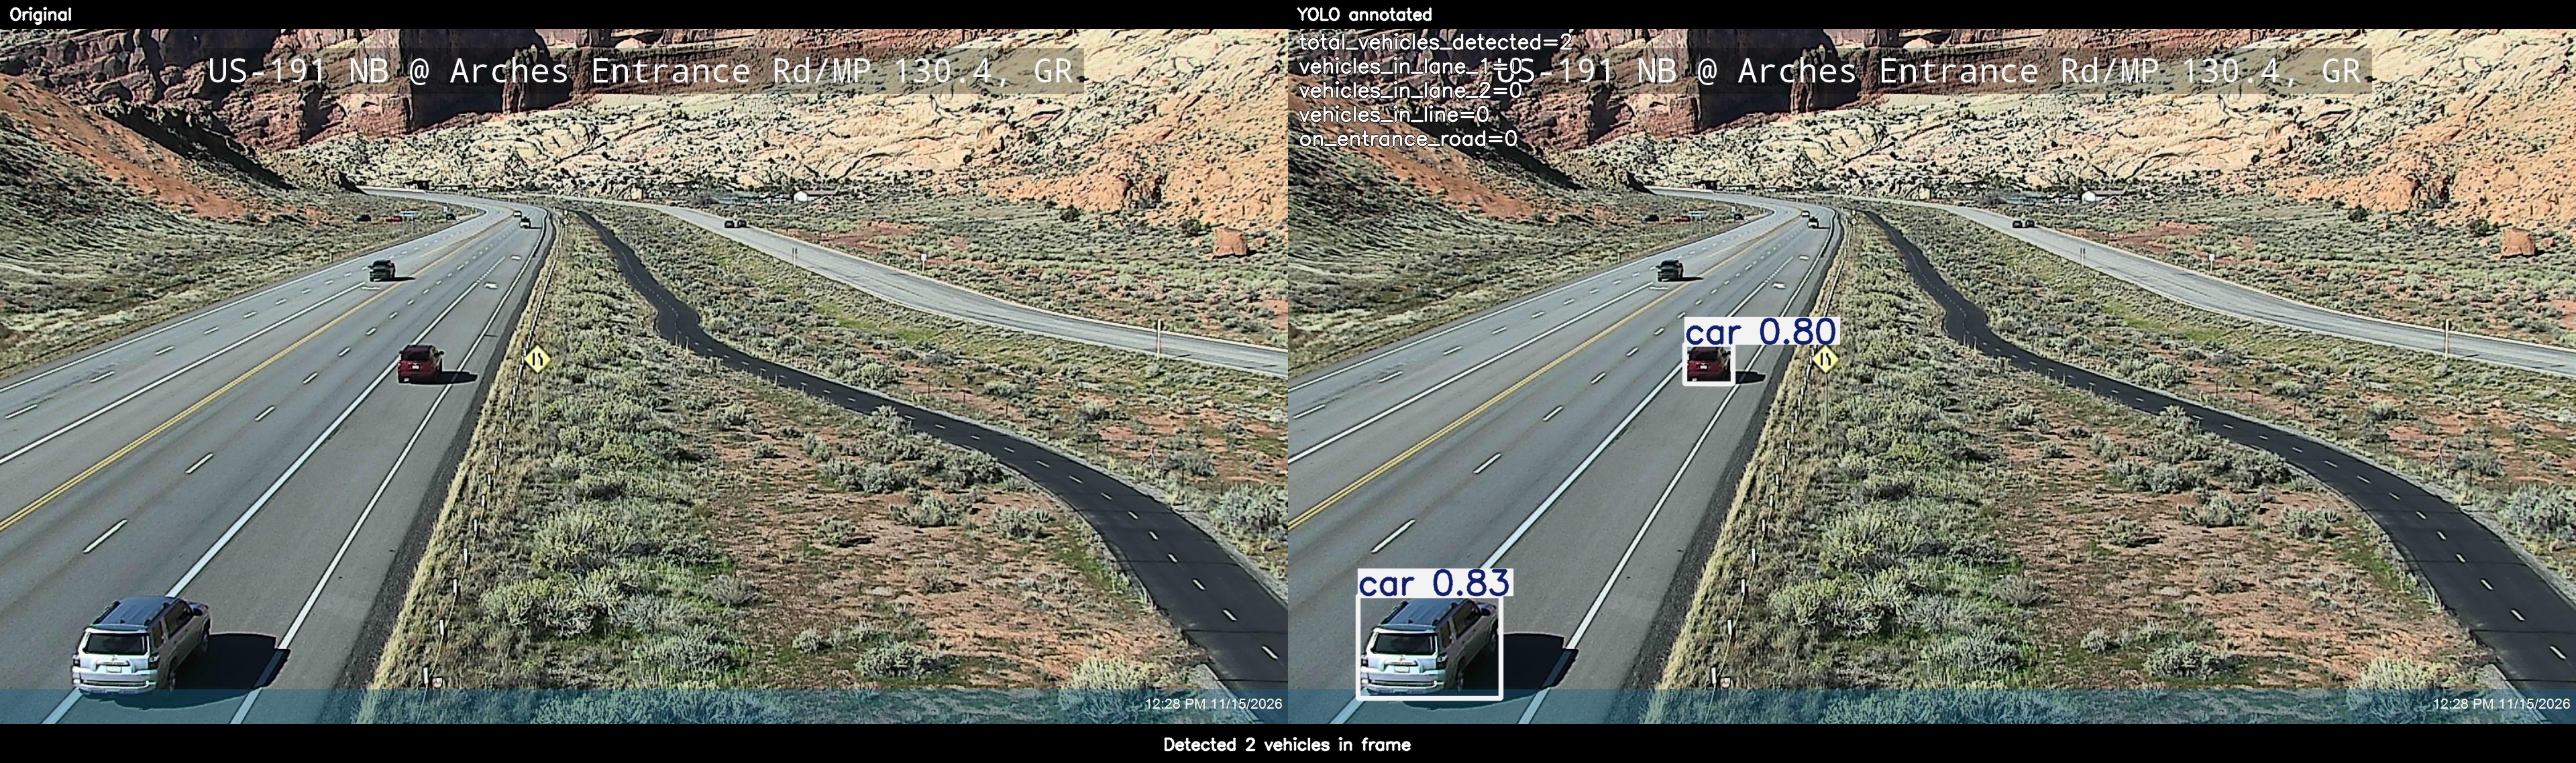 Original
US-191 NB @ Arches Entrance Rd/MP 130.4, GR
12:28 PM 11/15/2026
YOLO annotated
total_vehicles_detected=2
vehicles_in_lane_1=0
US-191 NB @ Arches Entrance Rd/MP 130.4, GR
vehicles_in_lane_2=0
vehicles_in_line=0
on_entrance_road=0
car 0.80
car 0.83
12:28 PM 11/15/2026
Detected 2 vehicles in frame